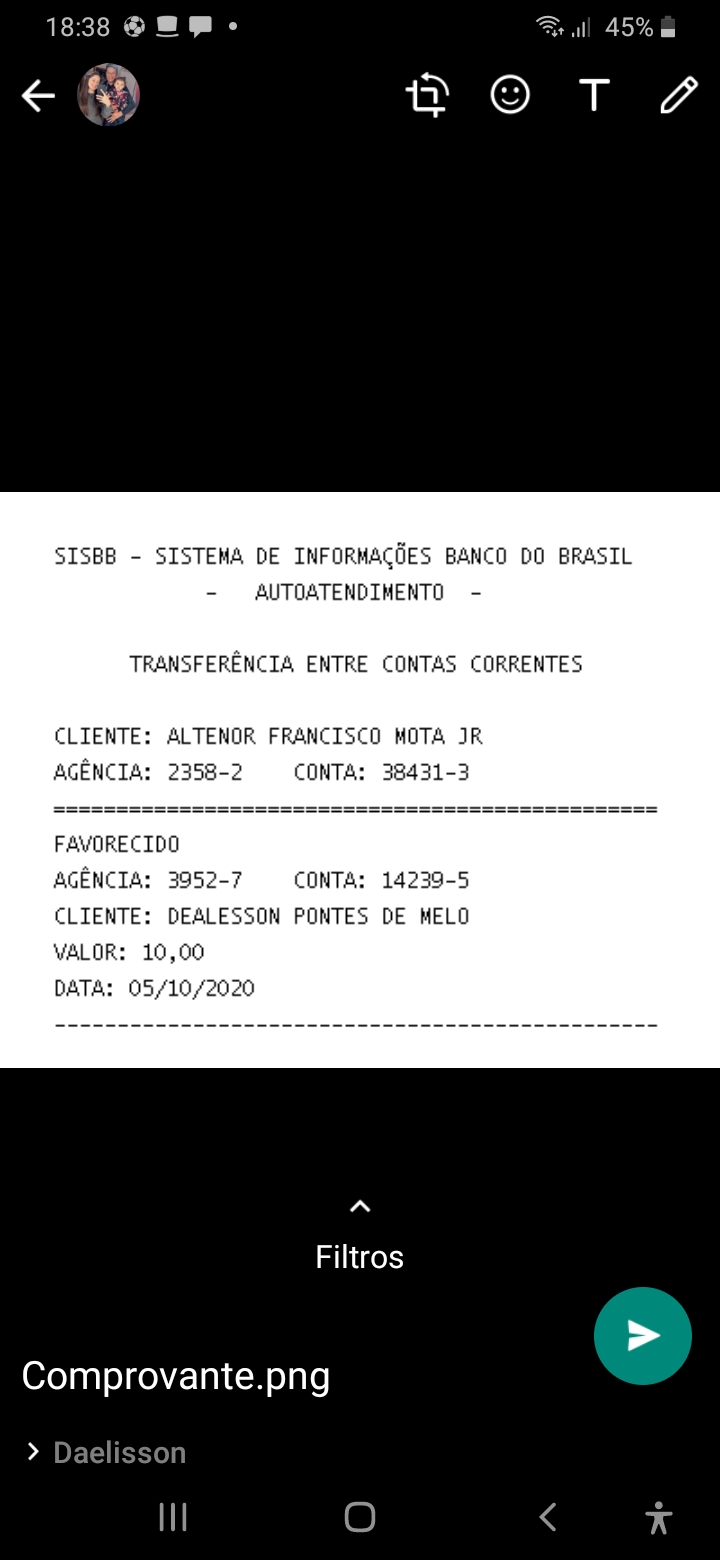 18:38 45%
T
SISBB - SISTEMA DE INFORMAÇÕES BANCO DO BRASIL
- AUTOATENDIMENTO -
TRANSFERÊNCIA ENTRE CONTAS CORRENTES
CLIENTE: ALTENOR FRANCISCO MOTA JR
AGÊNCIA: 2358-2 CONTA: 38431-3
================================================
FAVORECIDO
AGÊNCIA: 3952-7 CONTA: 14239-5
CLIENTE: DEALESSON PONTES DE MELO
VALOR: 10,00
DATA: 05/10/2020
------------------------------------------------
Filtros
Comprovante.png
Daelisson